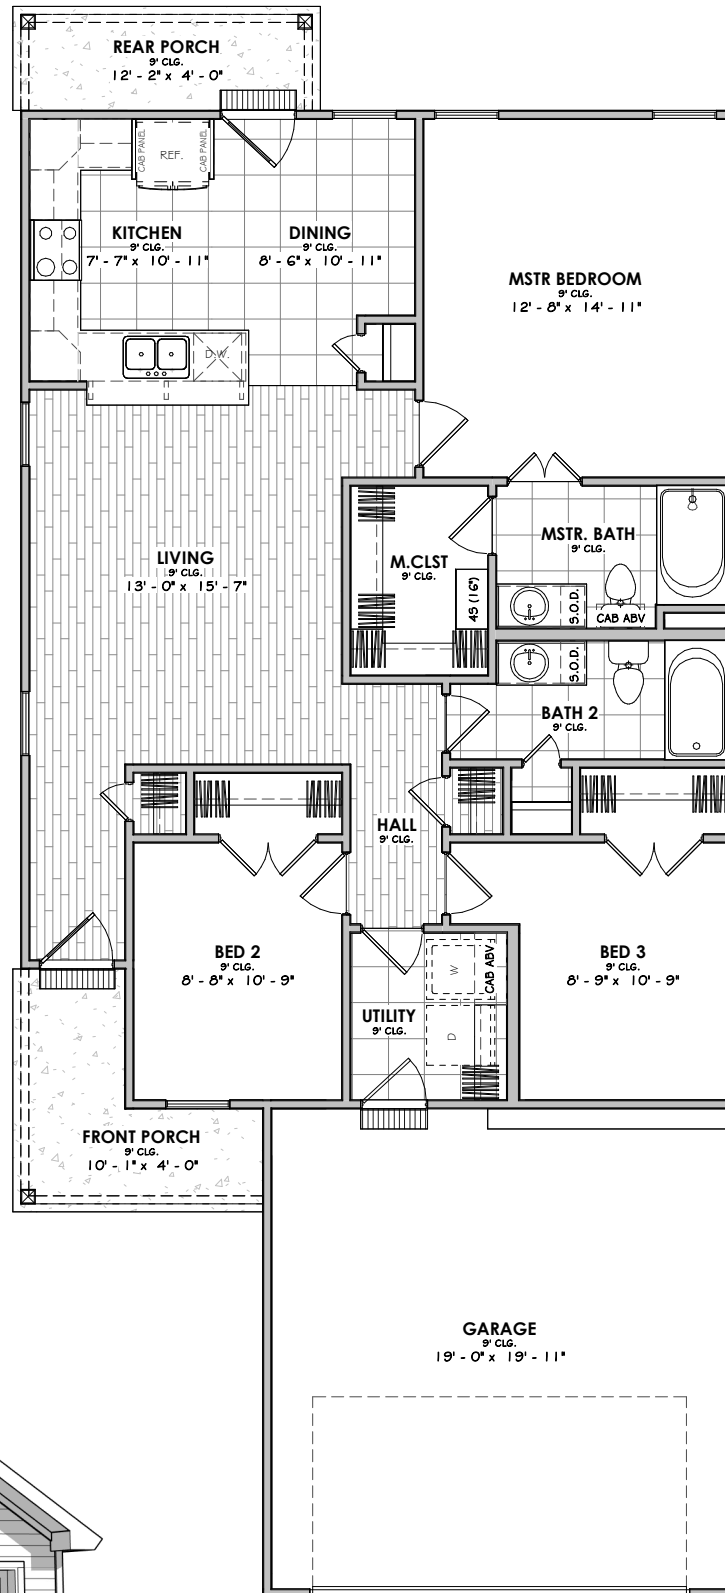 REAR PORCH
9' CLG.
12' - 2" x 4' - 0"
CAB PANEL
REF.
CAB PANEL
KITCHEN
9' CLG.
7' - 7" x 10' - 11"
DINING
9' CLG.
8' - 6" x 10' - 11"
MSTR BEDROOM
9' CLG.
12' - 8" x 14' - 11"
D.W.
LIVING
9' CLG.
13' - 0" x 15' - 7"
M.CLST
9' CLG.
4S (16")
MSTR. BATH
9' CLG.
S.O.D.
CAB ABV
S.O.D.
BATH 2
9' CLG.
HALL
9' CLG.
BED 2
9' CLG.
8' - 8" x 10' - 9"
W
CAB ABV
D
UTILITY
9' CLG.
BED 3
9' CLG.
8' - 9" x 10' - 9"
FRONT PORCH
9' CLG.
10' - 1" x 4' - 0"
GARAGE
9' CLG.
19' - 0" x 19' - 11"